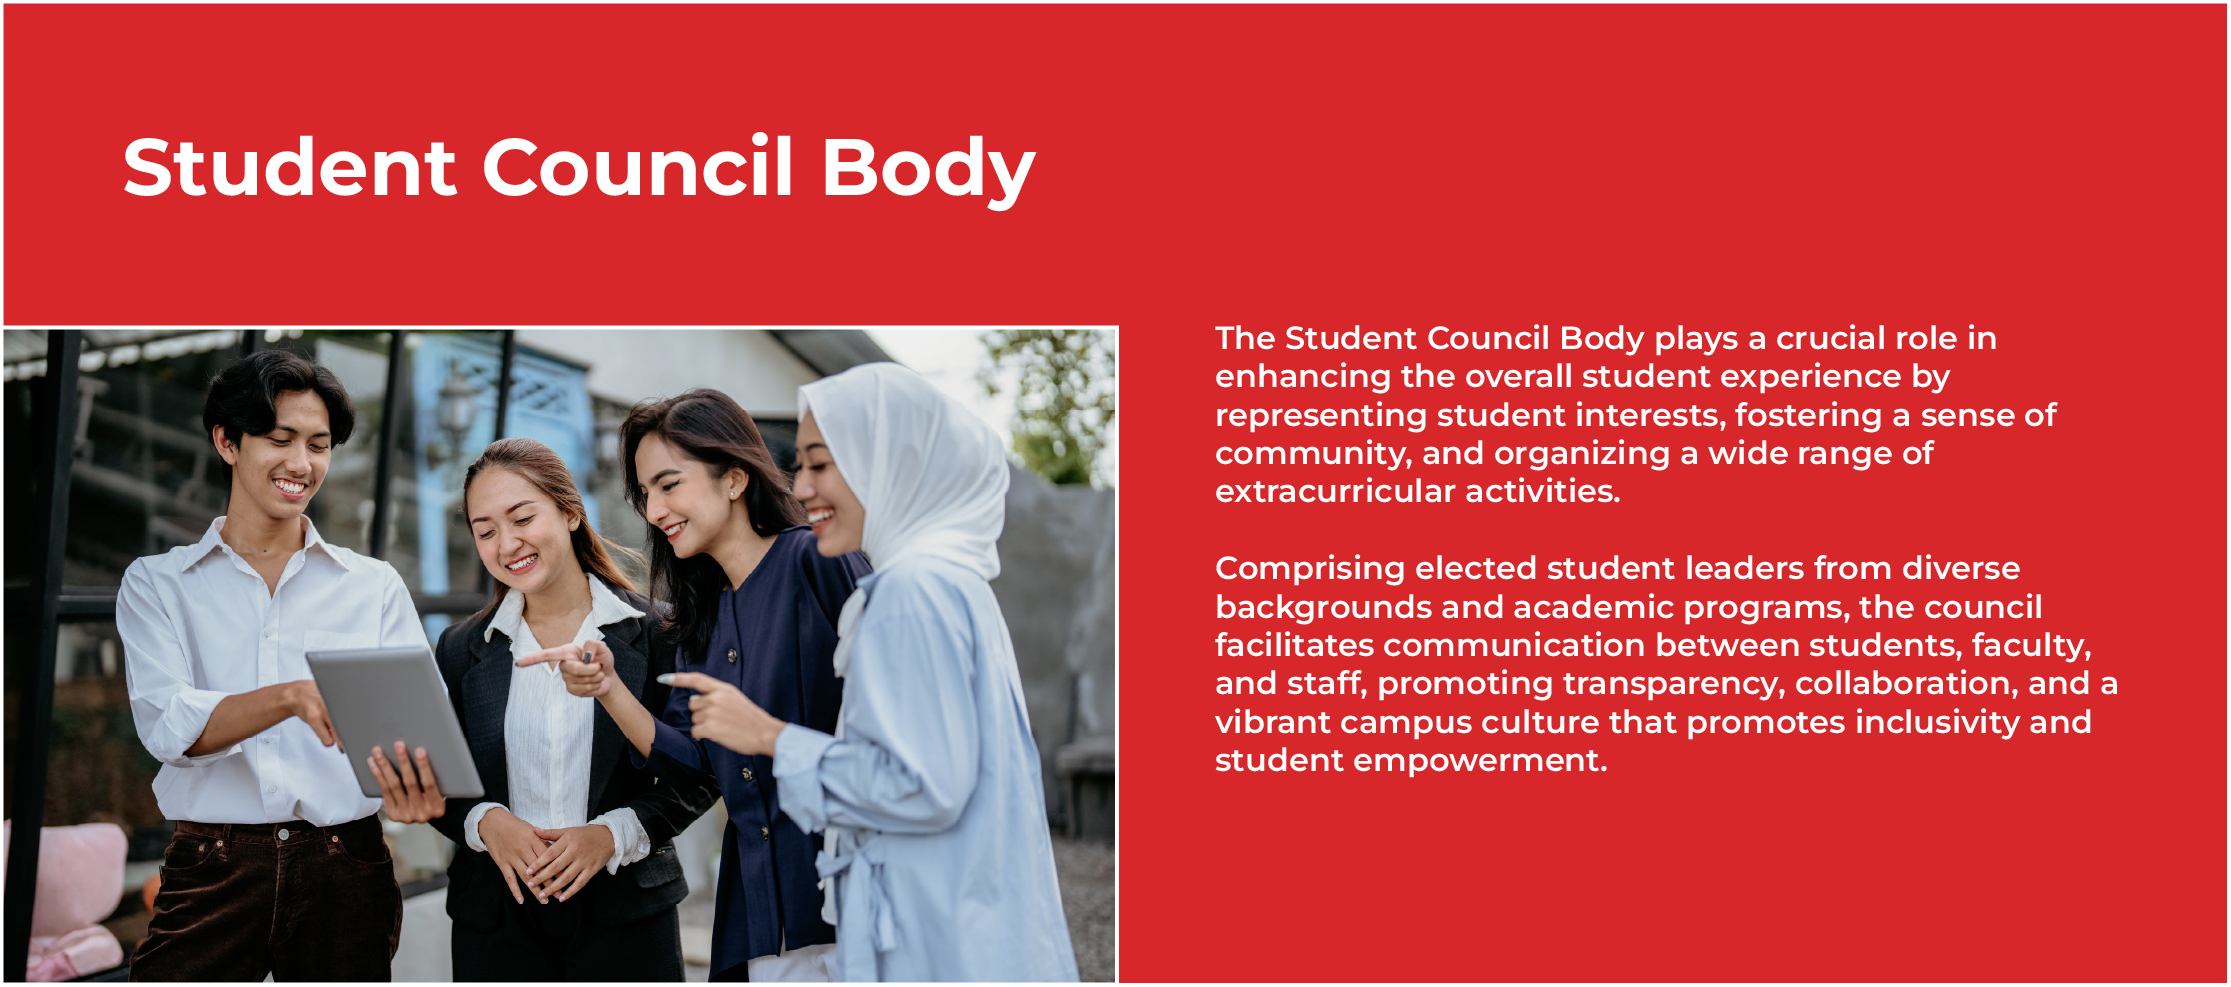 Student Council Body
The Student Council Body plays a crucial role in
enhancing the overall student experience by
representing student interests, fostering a sense of
community, and organizing a wide range of
extracurricular activities.
Comprising elected student leaders from diverse
backgrounds and academic programs, the council
facilitates communication between students, faculty,
and staff, promoting transparency, collaboration, and a
vibrant campus culture that promotes inclusivity and
student empowerment.